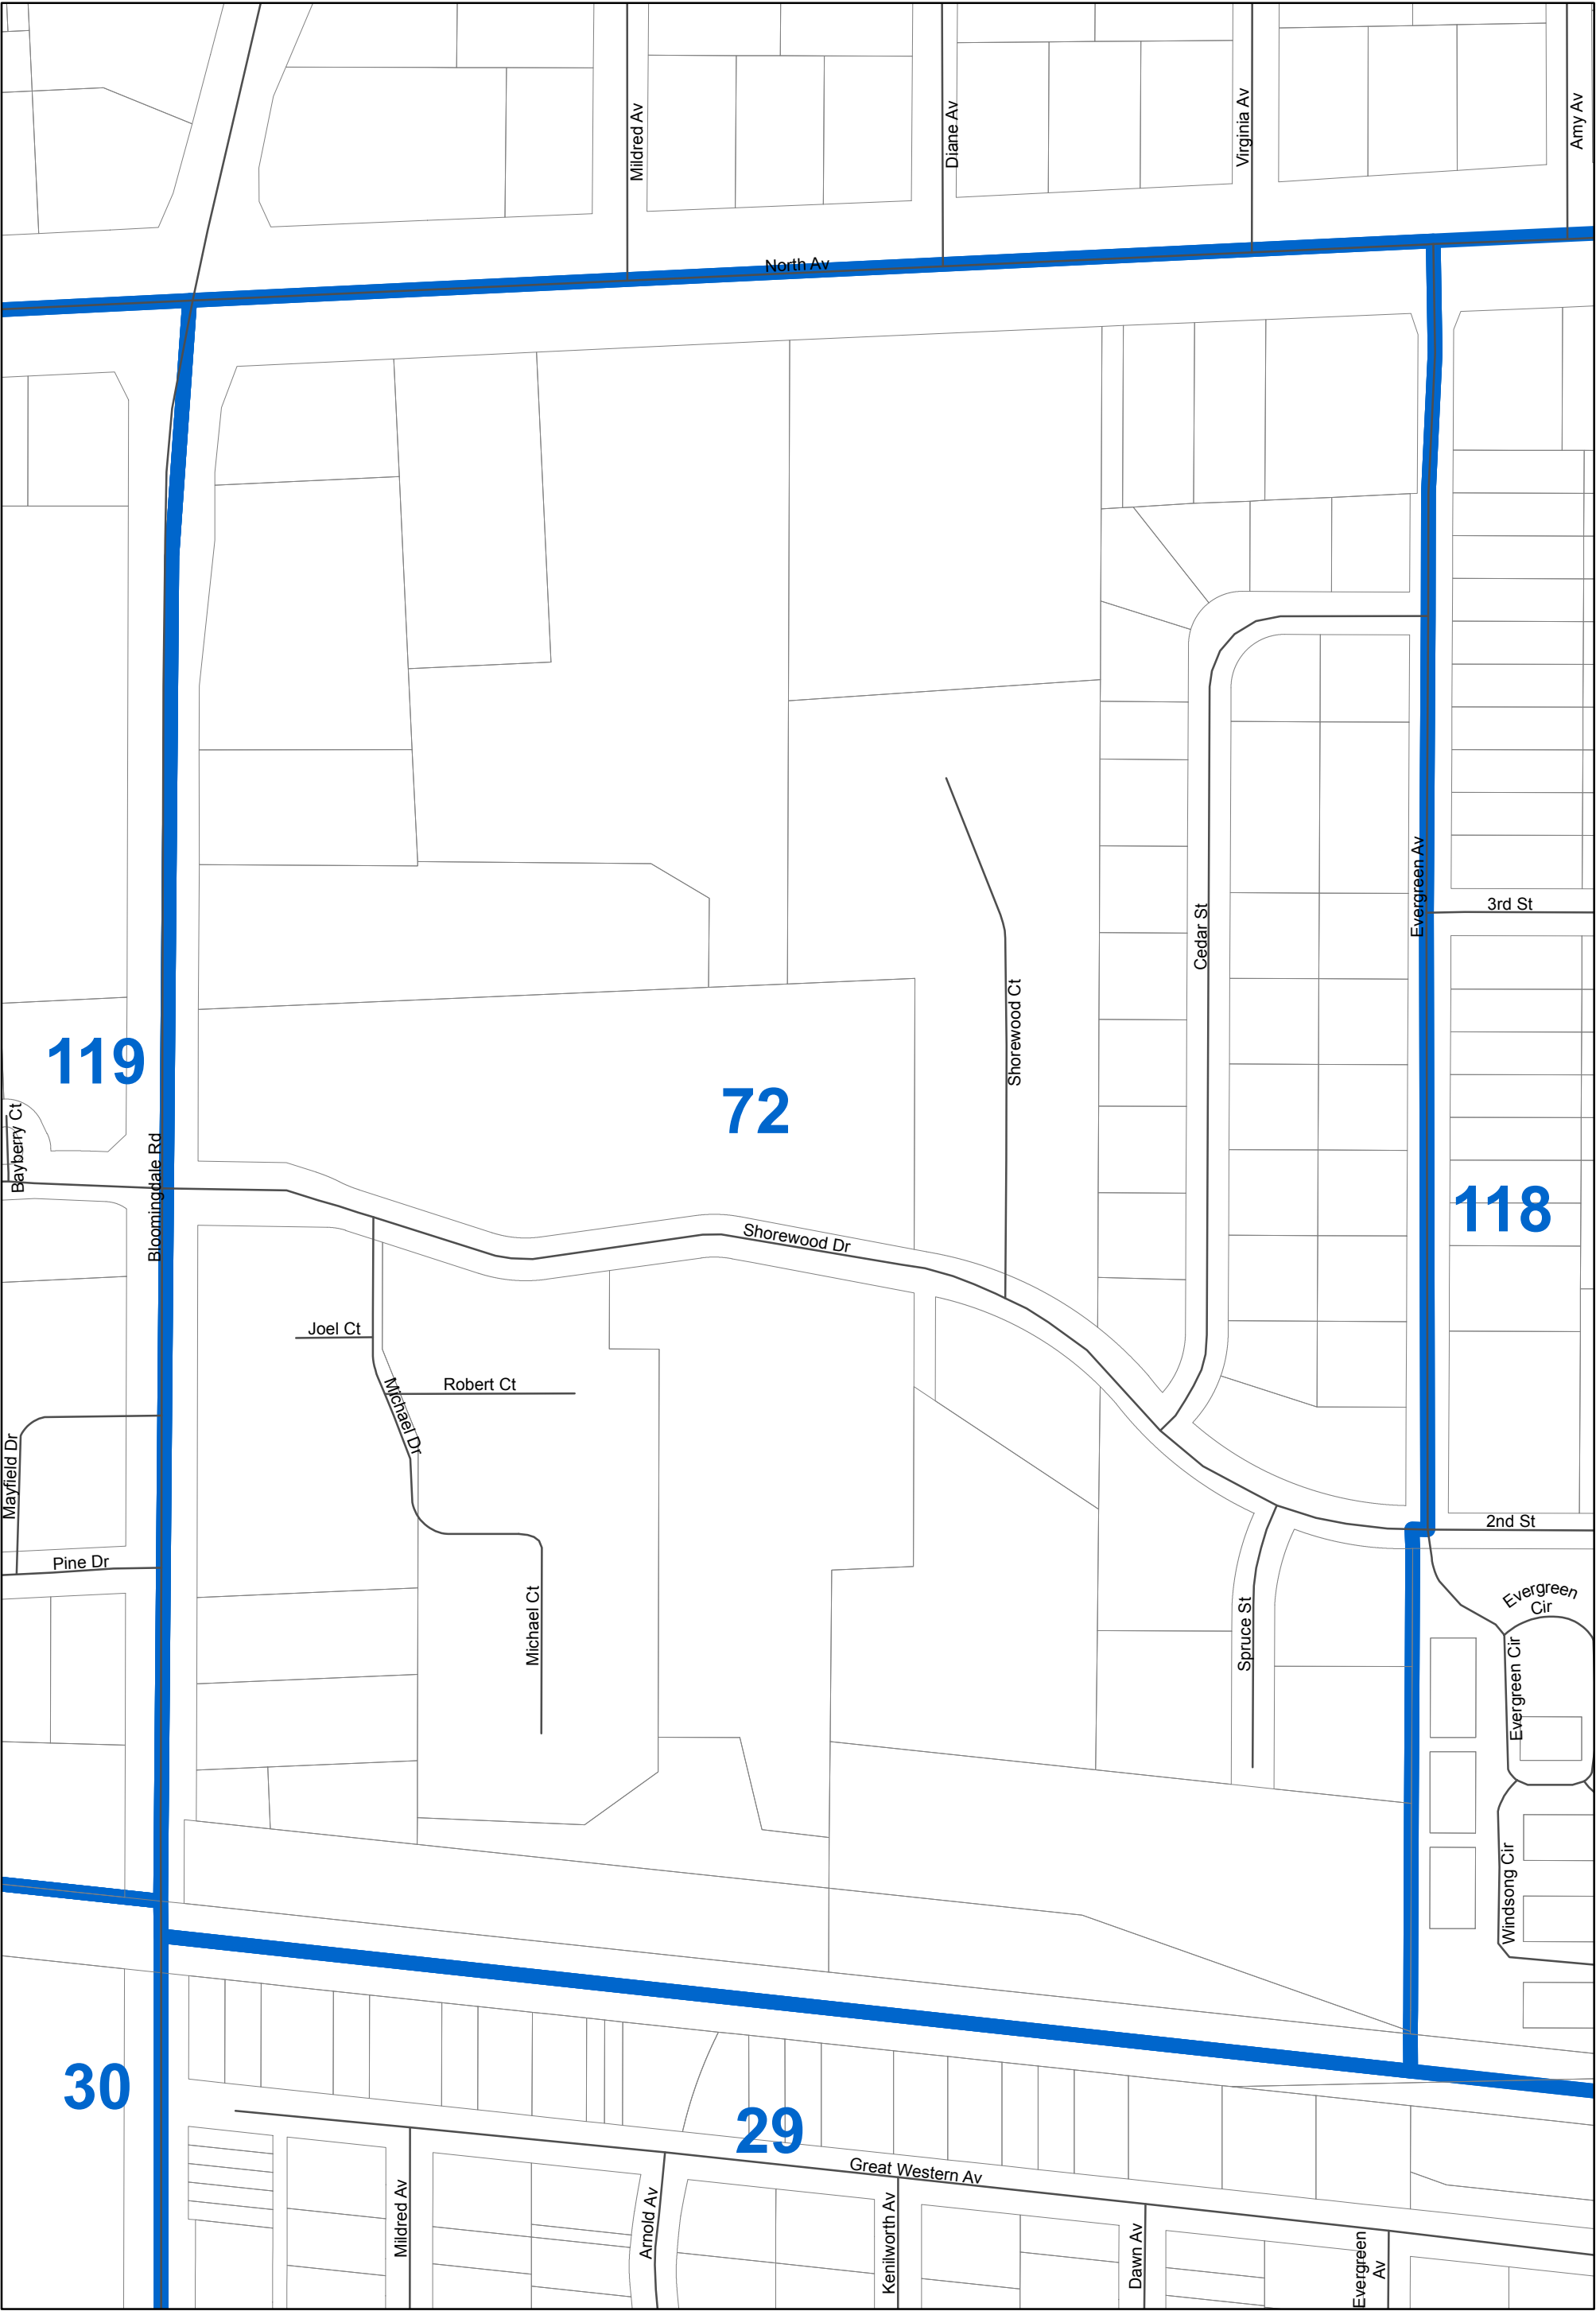 Mildred Av
Diane Av
Virginia Av
Amy Av
North Av
Evergreen Av
3rd St
Cedar St
Shorewood Ct
119
72
Bayberry Ct
Bloomingdale Rd
118
Shorewood Dr
Joel Ct
Robert Ct
Michael Dr
Mayfield Dr
2nd St
Pine Dr
Evergreen
Cir
Michael Ct
Spruce St
Evergreen Cir
Windsong Cir
30
29
Great Western Av
Mildred Av
Arnold Av
Kenilworth Av
Dawn Av
Evergreen
Av